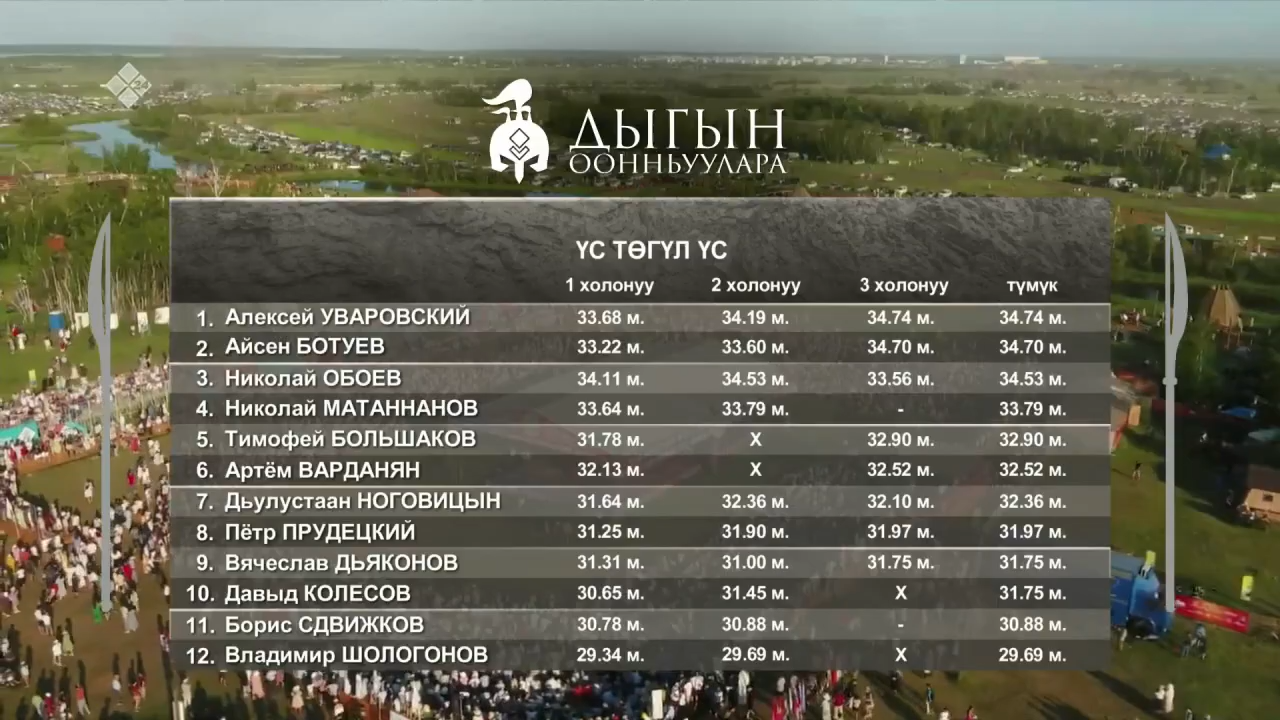 ДЫГЫН
ООННЬУУЛАРА
ҮС ТӨГҮЛ ҮС
1 холонуу 2 холонуу 3 холонуу түмүк
1. Алексей УВАРОВСКИЙ 33.68 м. 34.19 м. 34.74 м. 34.74 м.
2. Айсен БОТУЕВ 33.22 м. 33.60 м. 34.70 м. 34.70 м.
3. Николай ОБОЕВ 34.11 м. 34.53 м. 33.56 м. 34.53 м.
4. Николай МАТАННАНОВ 33.64 м. 33.79 м. - 33.79 м.
5. Тимофей БОЛЬШАКОВ 31.78 м. X 32.90 м. 32.90 м.
6. Артём ВАРДАНЯН 32.13 м. X 32.52 м. 32.52 м.
7. Дьулустаан НОГОВИЦЫН 31.64 м. 32.36 м. 32.10 м. 32.36 м.
8. Пётр ПРУДЕЦКИЙ 31.25 м. 31.90 м. 31.97 м. 31.97 м.
9. Вячеслав ДЬЯКОНОВ 31.31 м. 31.00 м. 31.75 м. 31.75 м.
10. Давыд КОЛЕСОВ 30.65 м. 31.45 м. X 31.75 м.
11. Борис СДВИЖКОВ 30.78 м. 30.88 м. - 30.88 м.
12. Владимир ШОЛОГОНОВ 29.34 м. 29.69 м. X 29.69 м.